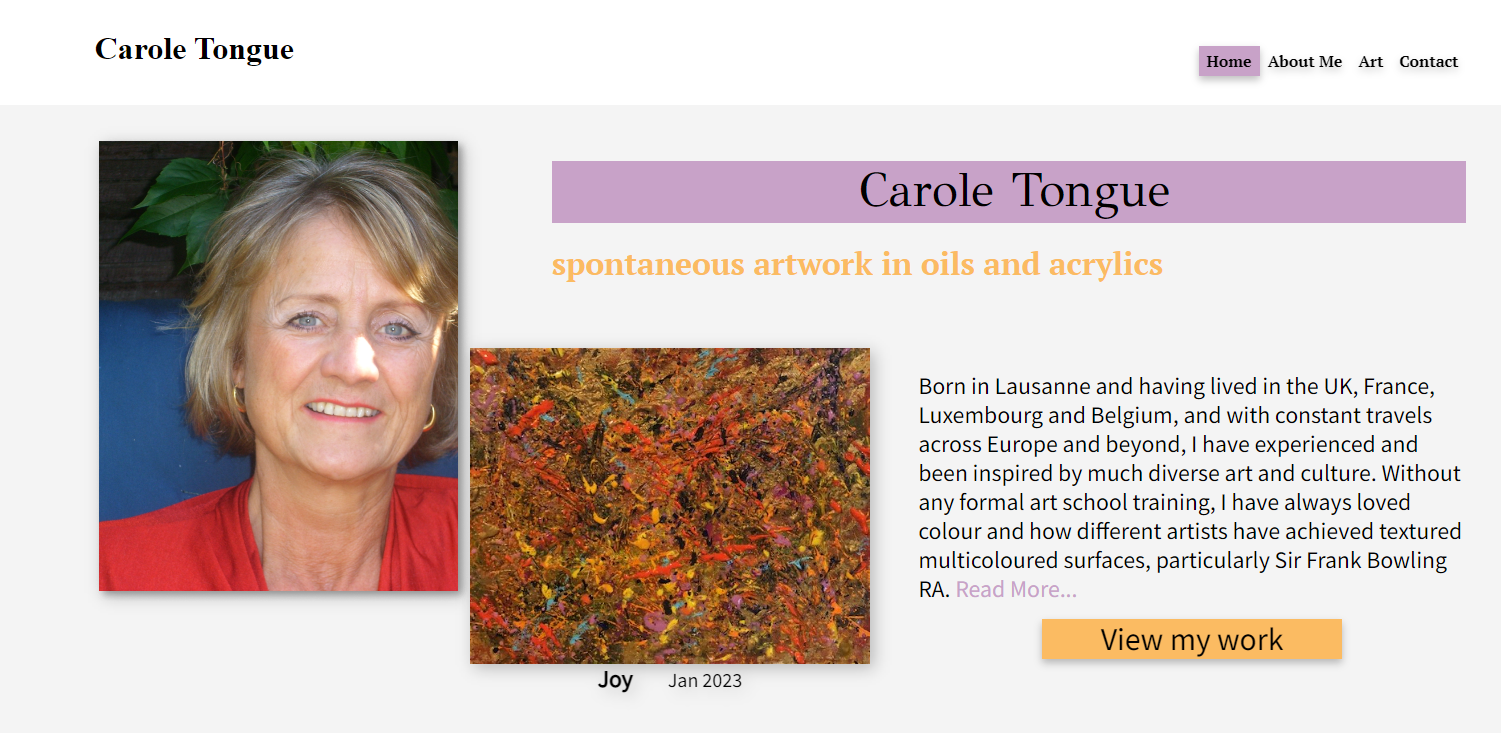 Carole Tongue
Home About Me Art Contact
Carole Tongue
spontaneous artwork in oils and acrylics
Born in Lausanne and having lived in the UK, France,
Luxembourg and Belgium, and with constant travels
across Europe and beyond, I have experienced and
been inspired by much diverse art and culture. Without
any formal art school training, I have always loved
colour and how different artists have achieved textured
multicoloured surfaces, particularly Sir Frank Bowling
RA. Read More...
View my work
Joy Jan 2023